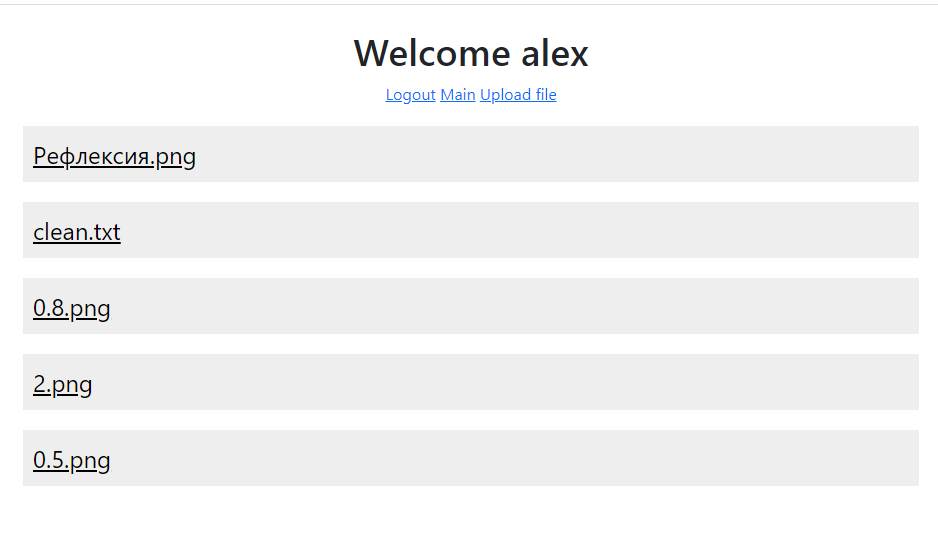 Welcome alex
Logout Main Upload file
Рефлексия.png
clean.txt
0.8.png
2.png
0.5.png